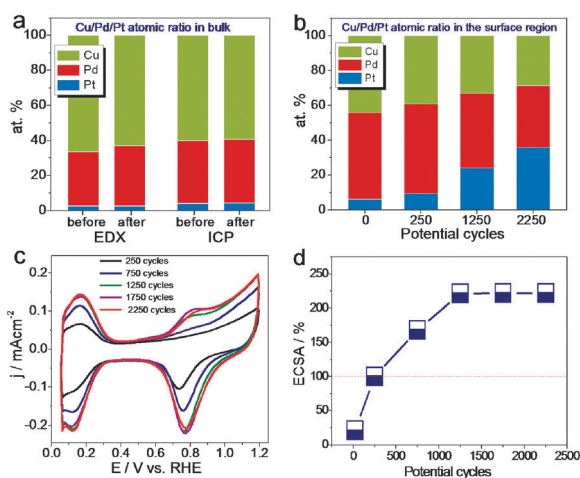 a
Cu/Pd/Pt atomic ratio in bulk
100
80
60
40
20
0
at. %
Cu
Pd
Pt
before after before after
EDX ICP
b
Cu/Pd/Pt atomic ratio in the surface region
100
80
60
40
20
0
at. %
Cu
Pd
Pt
0 250 1250 2250
Potential cycles
c
0.2
0.1
0.0
-0.1
-0.2
j / mAcm⁻²
250 cycles
750 cycles
1250 cycles
1750 cycles
2250 cycles
0.0 0.2 0.4 0.6 0.8 1.0 1.2
E / V vs. RHE
d
250
200
150
100
50
0
ECSA / %
0 500 1000 1500 2000 2500
Potential cycles